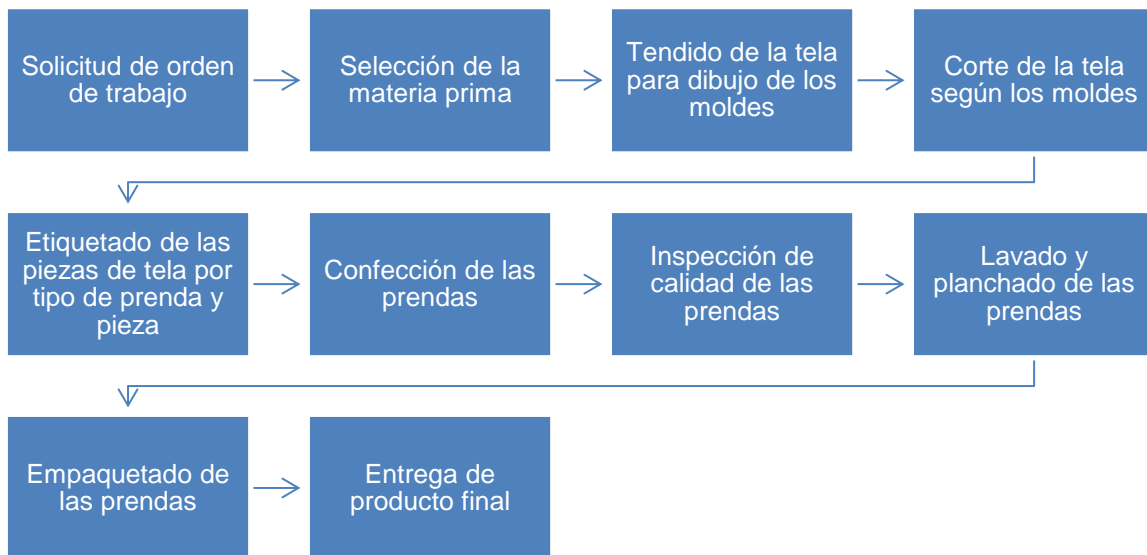 Solicitud de orden
de trabajo
Selección de la
materia prima
Tendido de la tela
para dibujo de los
moldes
Corte de la tela
según los moldes
Etiquetado de las
piezas de tela por
tipo de prenda y
pieza
Confección de las
prendas
Inspección de
calidad de las
prendas
Lavado y
planchado de las
prendas
Empaquetado de
las prendas
Entrega de
producto final